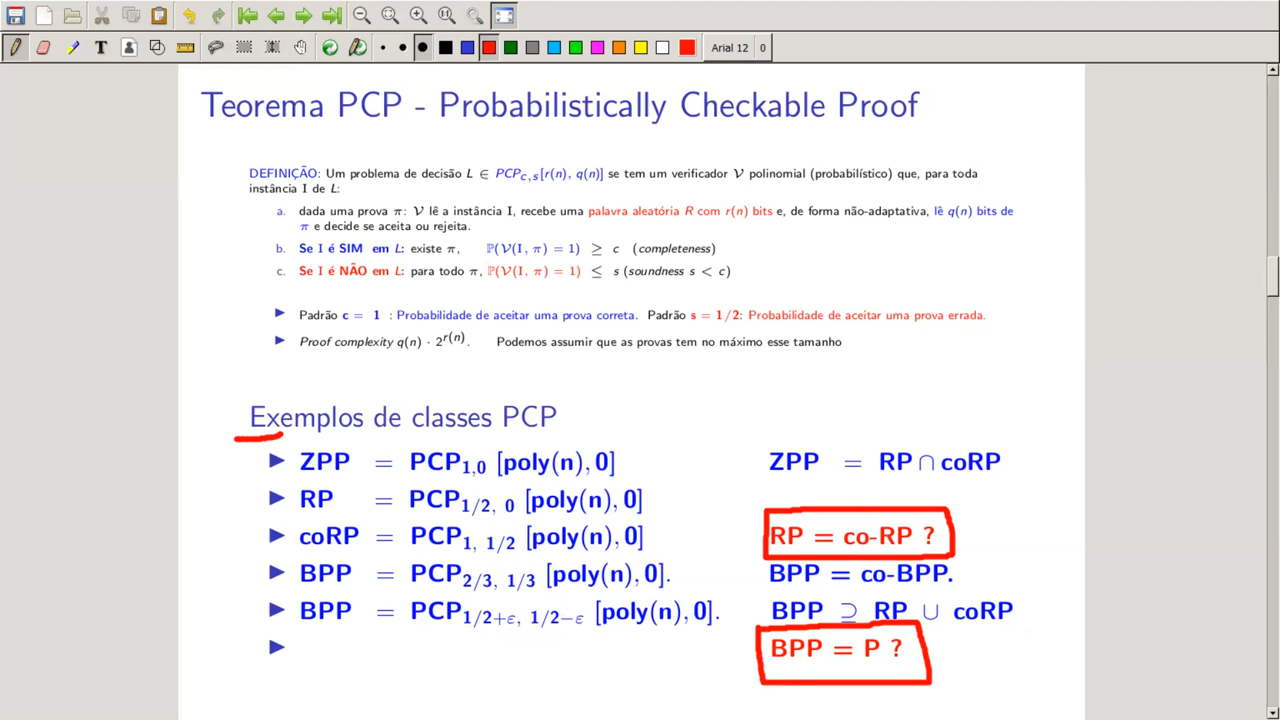 Arial 12 0
Teorema PCP - Probabilistically Checkable Proof
DEFINIÇÃO: Um problema de decisão L ∈ PCP_{c,s}[r(n), q(n)] se tem um verificador 𝒱 polinomial (probabilístico) que, para toda
instância I de L:
a. dada uma prova π: 𝒱 lê a instância I, recebe uma palavra aleatória R com r(n) bits e, de forma não-adaptativa, lê q(n) bits de
π e decide se aceita ou rejeita.
b. Se I é SIM em L: existe π, ℙ(𝒱(I, π) = 1) ≥ c (completeness)
c. Se I é NÃO em L: para todo π, ℙ(𝒱(I, π) = 1) ≤ s (soundness s < c)
▶ Padrão c = 1 : Probabilidade de aceitar uma prova correta. Padrão s = 1/2: Probabilidade de aceitar uma prova errada.
▶ Proof complexity q(n) · 2^{r(n)}. Podemos assumir que as provas tem no máximo esse tamanho
Exemplos de classes PCP
▶ ZPP = PCP_{1,0} [poly(n), 0] ZPP = RP ∩ coRP
▶ RP = PCP_{1/2, 0} [poly(n), 0]
▶ coRP = PCP_{1, 1/2} [poly(n), 0] RP = co-RP ?
▶ BPP = PCP_{2/3, 1/3} [poly(n), 0]. BPP = co-BPP.
▶ BPP = PCP_{1/2+ε, 1/2−ε} [poly(n), 0]. BPP ⊇ RP ∪ coRP
▶ BPP = P ?